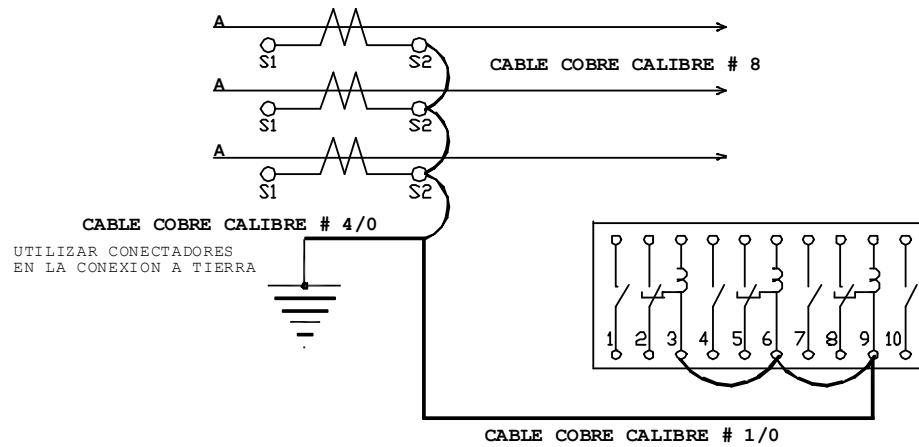 A
S1 S2
CABLE COBRE CALIBRE # 8
A
S1 S2
A
S1 S2
CABLE COBRE CALIBRE # 4/0
UTILIZAR CONECTADORES
EN LA CONEXION A TIERRA
1 2 3 4 5 6 7 8 9 10
CABLE COBRE CALIBRE # 1/0